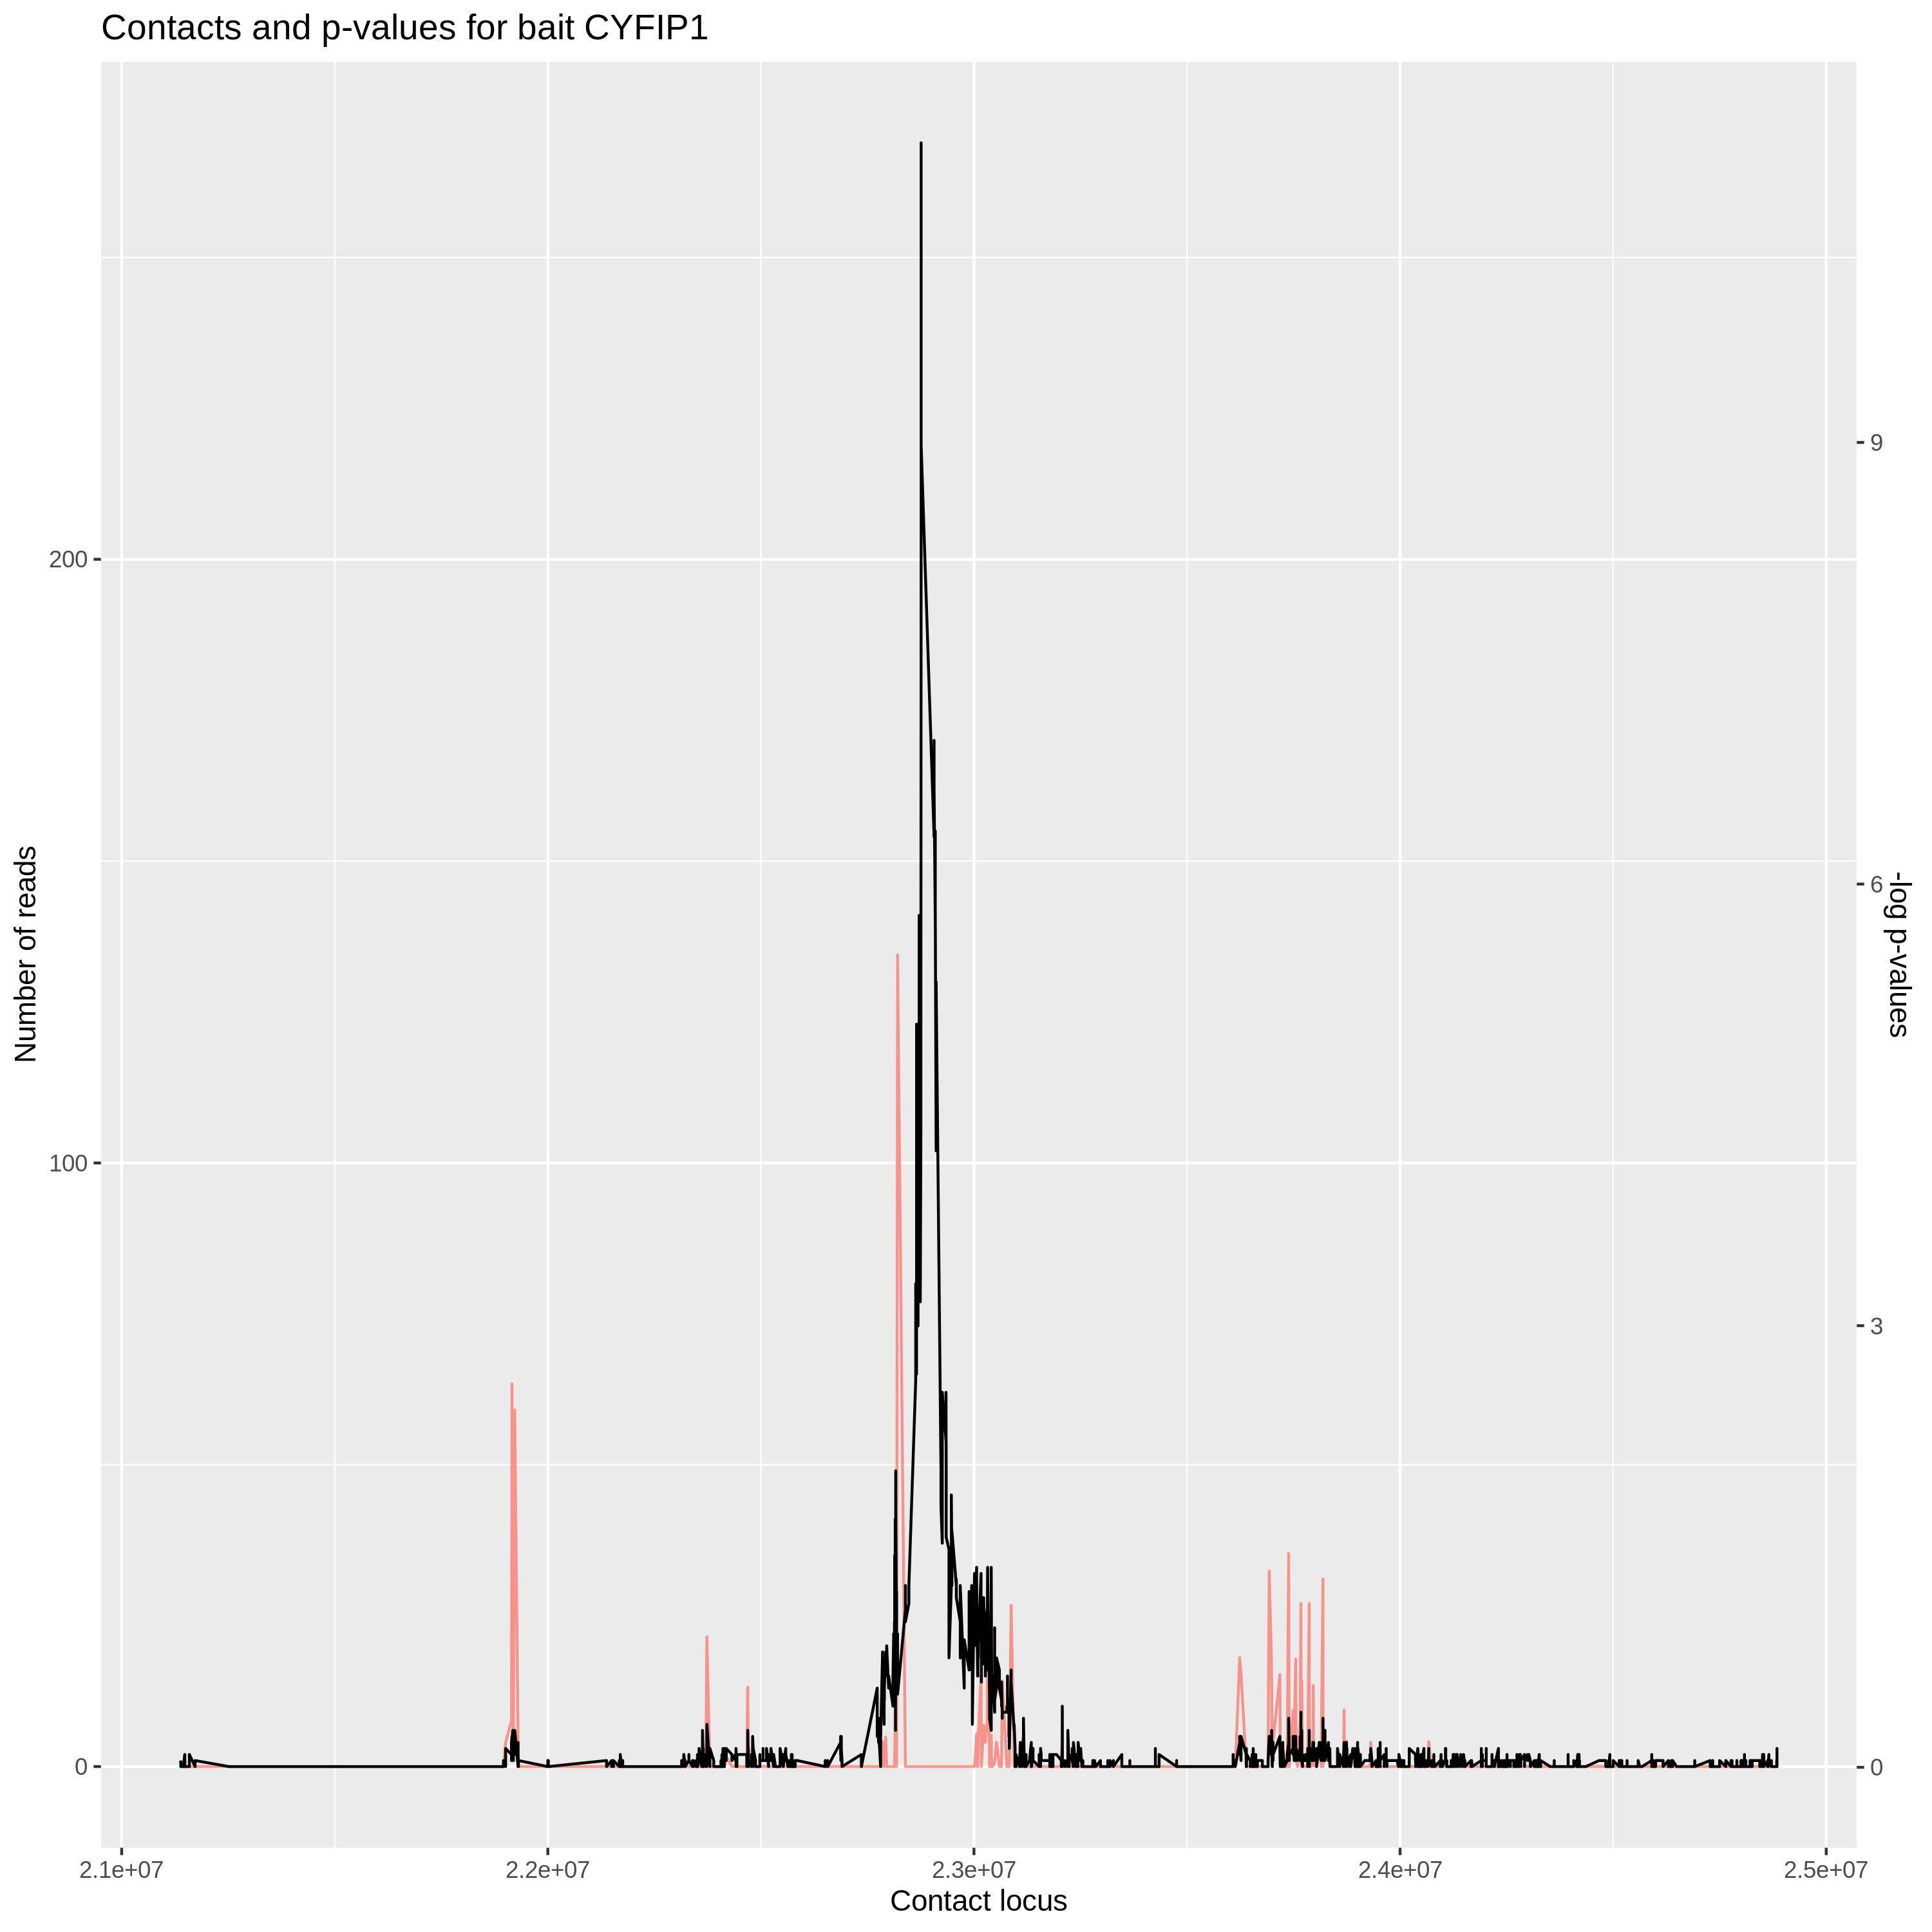 Contacts and p-values for bait CYFIP1
Number of reads
200
100
0
9
6
3
0
-log p-values
2.1e+07
2.2e+07
2.3e+07
2.4e+07
2.5e+07
Contact locus